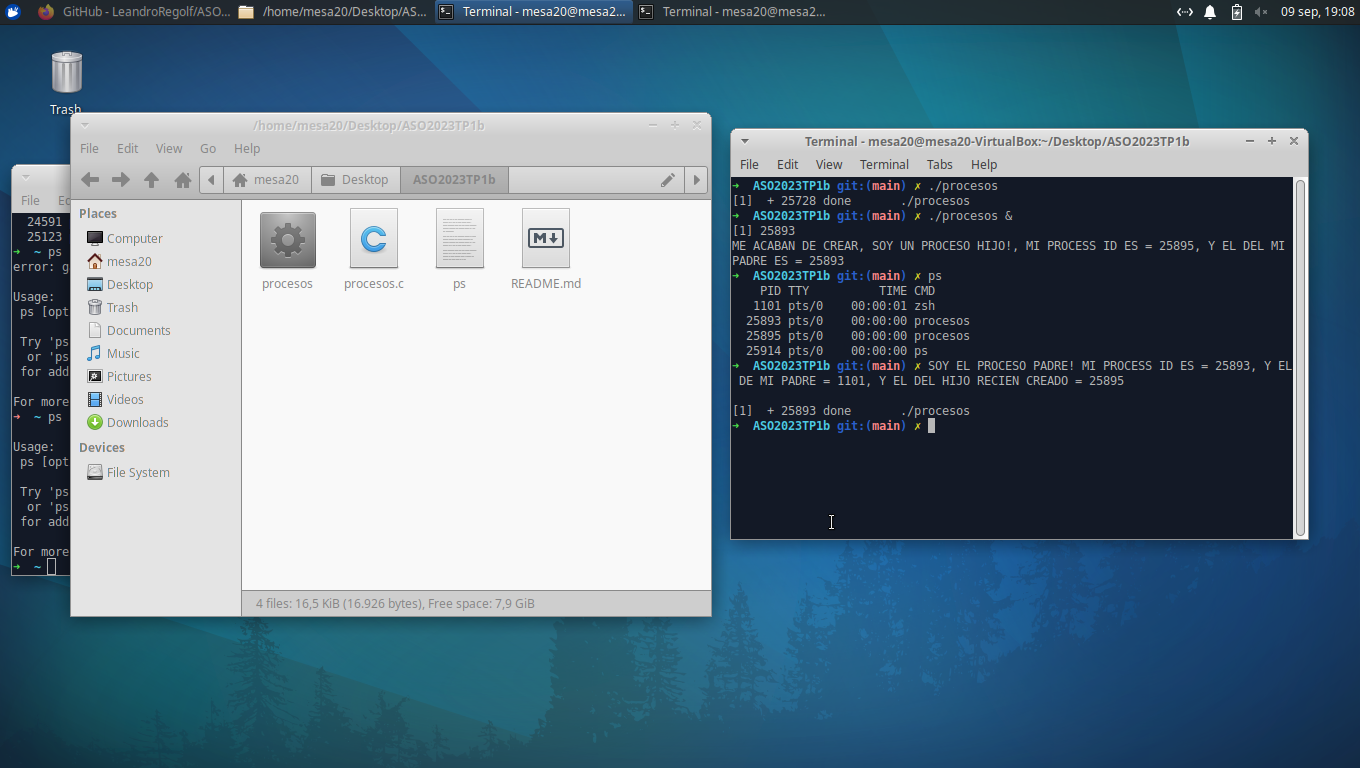 GitHub - LeandroRegolf/ASO...
/home/mesa20/Desktop/AS...
Terminal - mesa20@mesa2...
Terminal - mesa20@mesa2...
09 sep, 19:08
Trash
/home/mesa20/Desktop/ASO2023TP1b
File Edit View Go Help
mesa20 Desktop ASO2023TP1b
Places
Computer
mesa20
Desktop
Trash
Documents
Music
Pictures
Videos
Downloads
Devices
File System
procesos
procesos.c
ps
README.md
4 files: 16,5 KiB (16.926 bytes), Free space: 7,9 GiB
File Ed
24591
25123
➜ ~ ps
error: g
Usage:
ps [opt
Try 'ps
or 'ps
for add
For more
➜ ~ ps
Usage:
ps [opt
Try 'ps
or 'ps
for add
For more
➜ ~
Terminal - mesa20@mesa20-VirtualBox:~/Desktop/ASO2023TP1b
File Edit View Terminal Tabs Help
➜ ASO2023TP1b git:(main) ✗ ./procesos
[1]  + 25728 done       ./procesos
➜ ASO2023TP1b git:(main) ✗ ./procesos &
[1] 25893
ME ACABAN DE CREAR, SOY UN PROCESO HIJO!, MI PROCESS ID ES = 25895, Y EL DEL MI
PADRE ES = 25893
➜ ASO2023TP1b git:(main) ✗ ps
PID TTY          TIME CMD
1101 pts/0    00:00:01 zsh
25893 pts/0    00:00:00 procesos
25895 pts/0    00:00:00 procesos
25914 pts/0    00:00:00 ps
➜ ASO2023TP1b git:(main) ✗ SOY EL PROCESO PADRE! MI PROCESS ID ES = 25893, Y EL
DE MI PADRE = 1101, Y EL DEL HIJO RECIEN CREADO = 25895
[1]  + 25893 done       ./procesos
➜ ASO2023TP1b git:(main) ✗